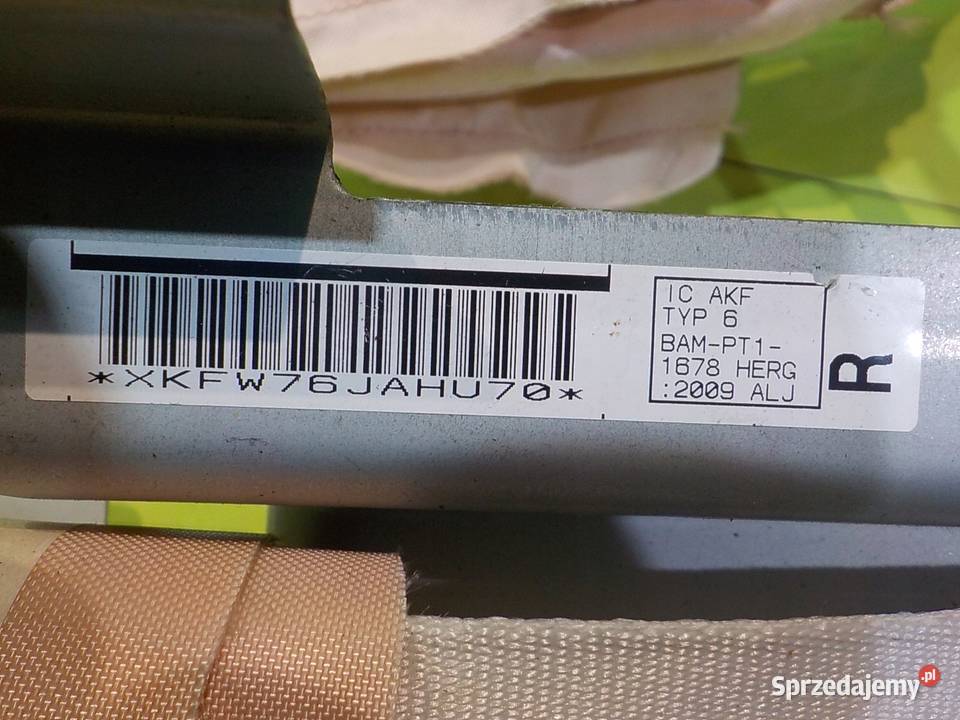 *XKFW76JAHU70*
IC AKF
TYP 6
BAM-PT1-
1678 HERG
:2009 ALJ
R
Sprzedajemy.pl